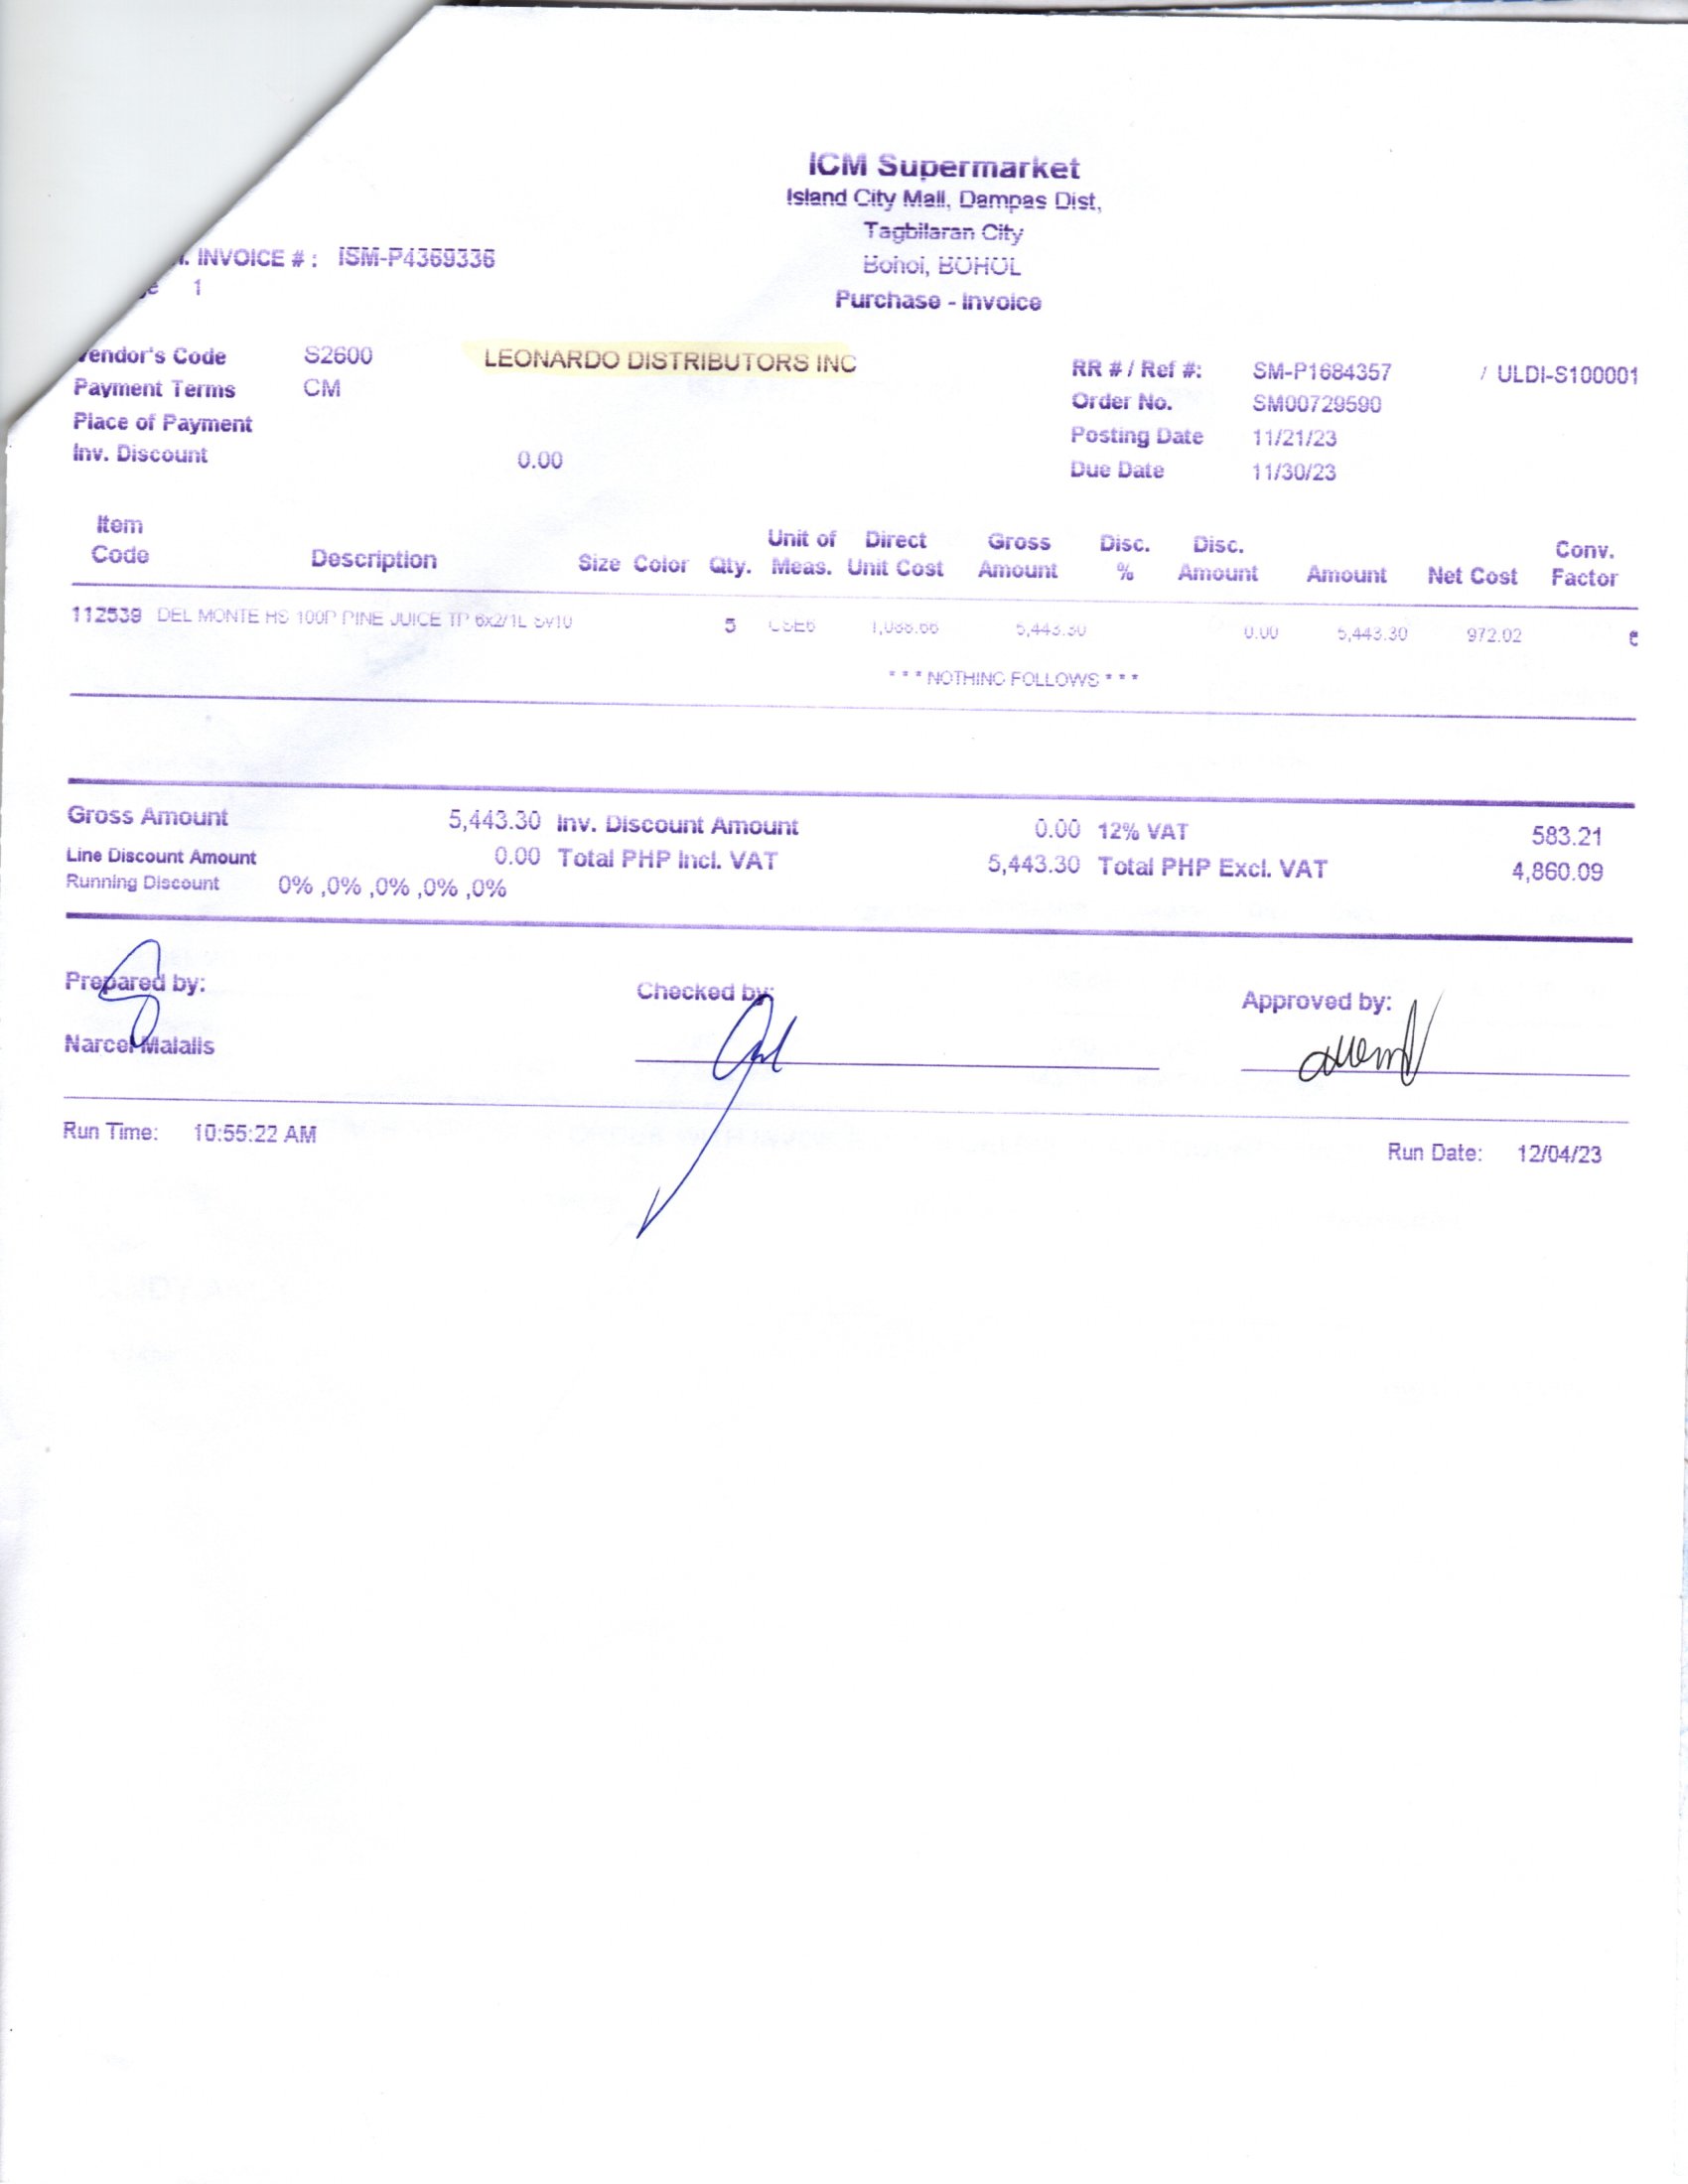 ICM Supermarket
Island City Mall, Dampas Dist,
Tagbilaran City
Bohol, BOHOL
Purchase - Invoice
INVOICE # : ISM-P4369336
1
Vendor's Code S2600 LEONARDO DISTRIBUTORS INC
Payment Terms CM
Place of Payment
Inv. Discount 0.00
RR # / Ref #: SM-P1684357 / ULDI-S100001
Order No. SM00729590
Posting Date 11/21/23
Due Date 11/30/23
Item Code Description Size Color Qty. Unit of Meas. Direct Unit Cost Gross Amount Disc. % Disc. Amount Amount Net Cost Conv. Factor
112539 DEL MONTE HS 100P PINE JUICE TP 6x2/1L 5 CSE6 1,088.66 5,443.30 0.00 5,443.30 972.02
* * * NOTHING FOLLOWS * * *
Gross Amount 5,443.30 Inv. Discount Amount 0.00 12% VAT 583.21
Line Discount Amount 0.00 Total PHP Incl. VAT 5,443.30 Total PHP Excl. VAT 4,860.09
Running Discount 0% ,0% ,0% ,0% ,0%
Prepared by: Checked by: Approved by:
Narcel Malalis
Run Time: 10:55:22 AM Run Date: 12/04/23